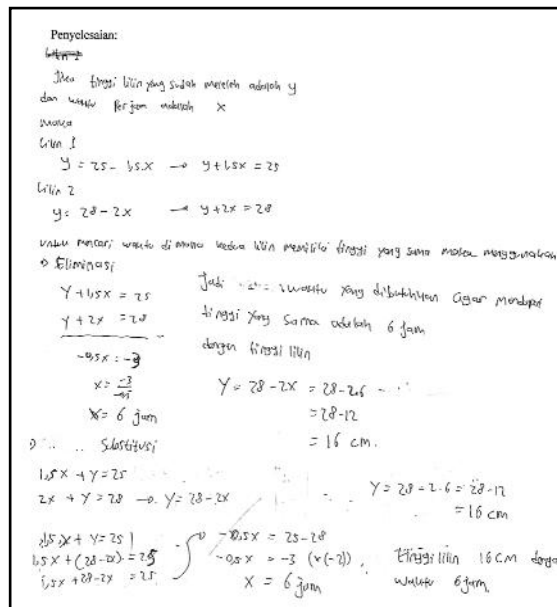 Penyelesaian:
Jika tinggi lilin yang sudah meleleh adalah y
dan waktu Perjam adalah x
maka
Lilin 1
y = 25 - 1,5x → y + 1,5x = 25
Lilin 2
y = 28 - 2x → y + 2x = 28
untuk mencari waktu di mana kedua lilin memiliki tinggi yang sama maka menggunakan
Eliminasi
y + 1,5x = 25
y + 2x = 28
-0,5x = -3
x = -3/-0,5
x = 6 jam
Jadi waktu yang dibutuhkan agar
tinggi yang sama adalah 6 jam
dengan tinggi lilin
y = 28 - 2x = 28 - 2.6
= 28 - 12
= 16 cm.
Substitusi
1,5x + y = 25
2x + y = 28 → y = 28 - 2x
1,5x + y = 25
1,5x + (28 - 2x) = 25
1,5x + 28 - 2x = 25
-0,5x = 25 - 28
-0,5x = -3 (x(-2))
x = 6 jam
y = 28 - 2.6 = 28 - 12
= 16 cm
tinggi lilin 16 cm
waktu 6 jam.